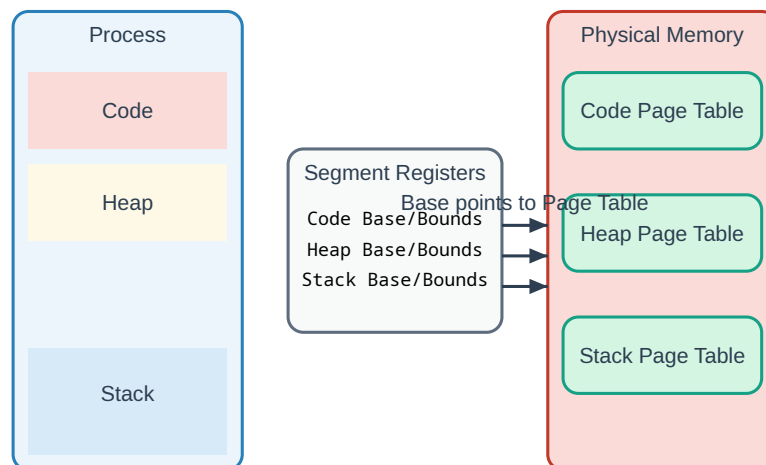 Process
Code
Heap
Stack
Segment Registers
Base points to Page Table
Code Base/Bounds
Heap Base/Bounds
Stack Base/Bounds
Physical Memory
Code Page Table
Heap Page Table
Stack Page Table